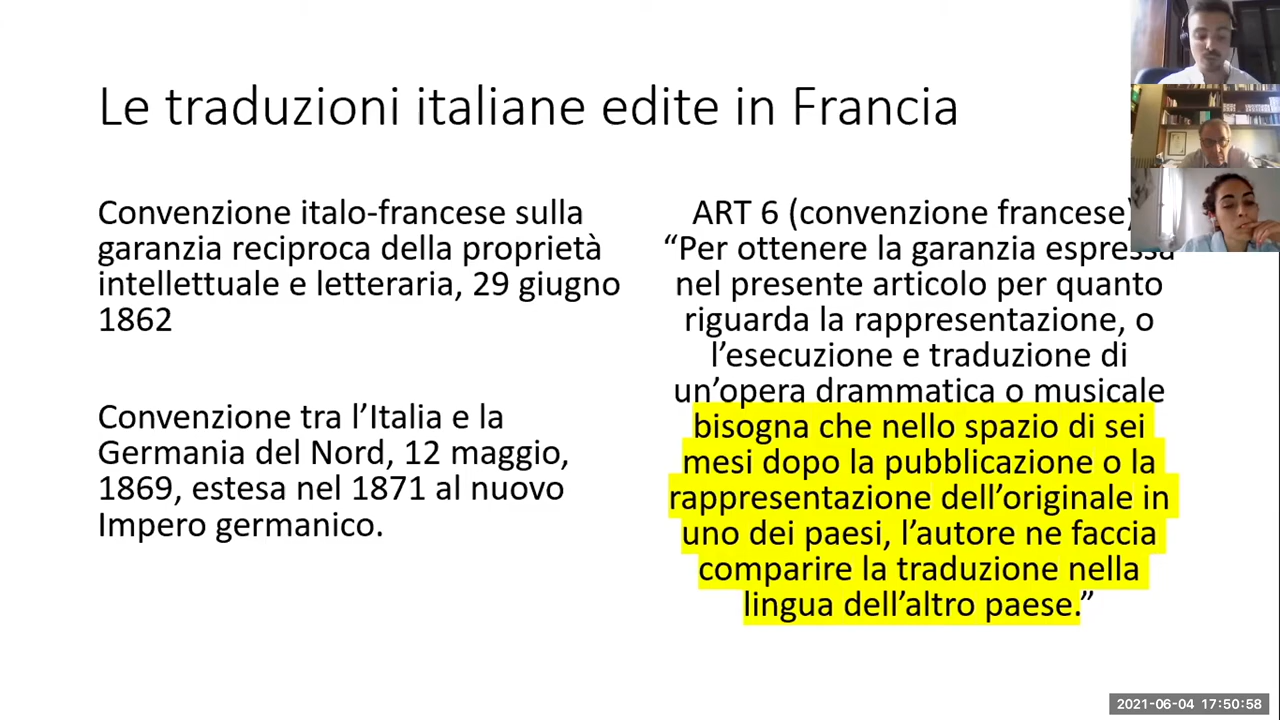 Le traduzioni italiane edite in Francia
Convenzione italo-francese sulla
garanzia reciproca della proprietà
intellettuale e letteraria, 29 giugno
1862
Convenzione tra l’Italia e la
Germania del Nord, 12 maggio,
1869, estesa nel 1871 al nuovo
Impero germanico.
ART 6 (convenzione francese)
“Per ottenere la garanzia espressa
nel presente articolo per quanto
riguarda la rappresentazione, o
l’esecuzione e traduzione di
un’opera drammatica o musicale
bisogna che nello spazio di sei
mesi dopo la pubblicazione o la
rappresentazione dell’originale in
uno dei paesi, l’autore ne faccia
comparire la traduzione nella
lingua dell’altro paese.”
2021-06-04 17:50:58